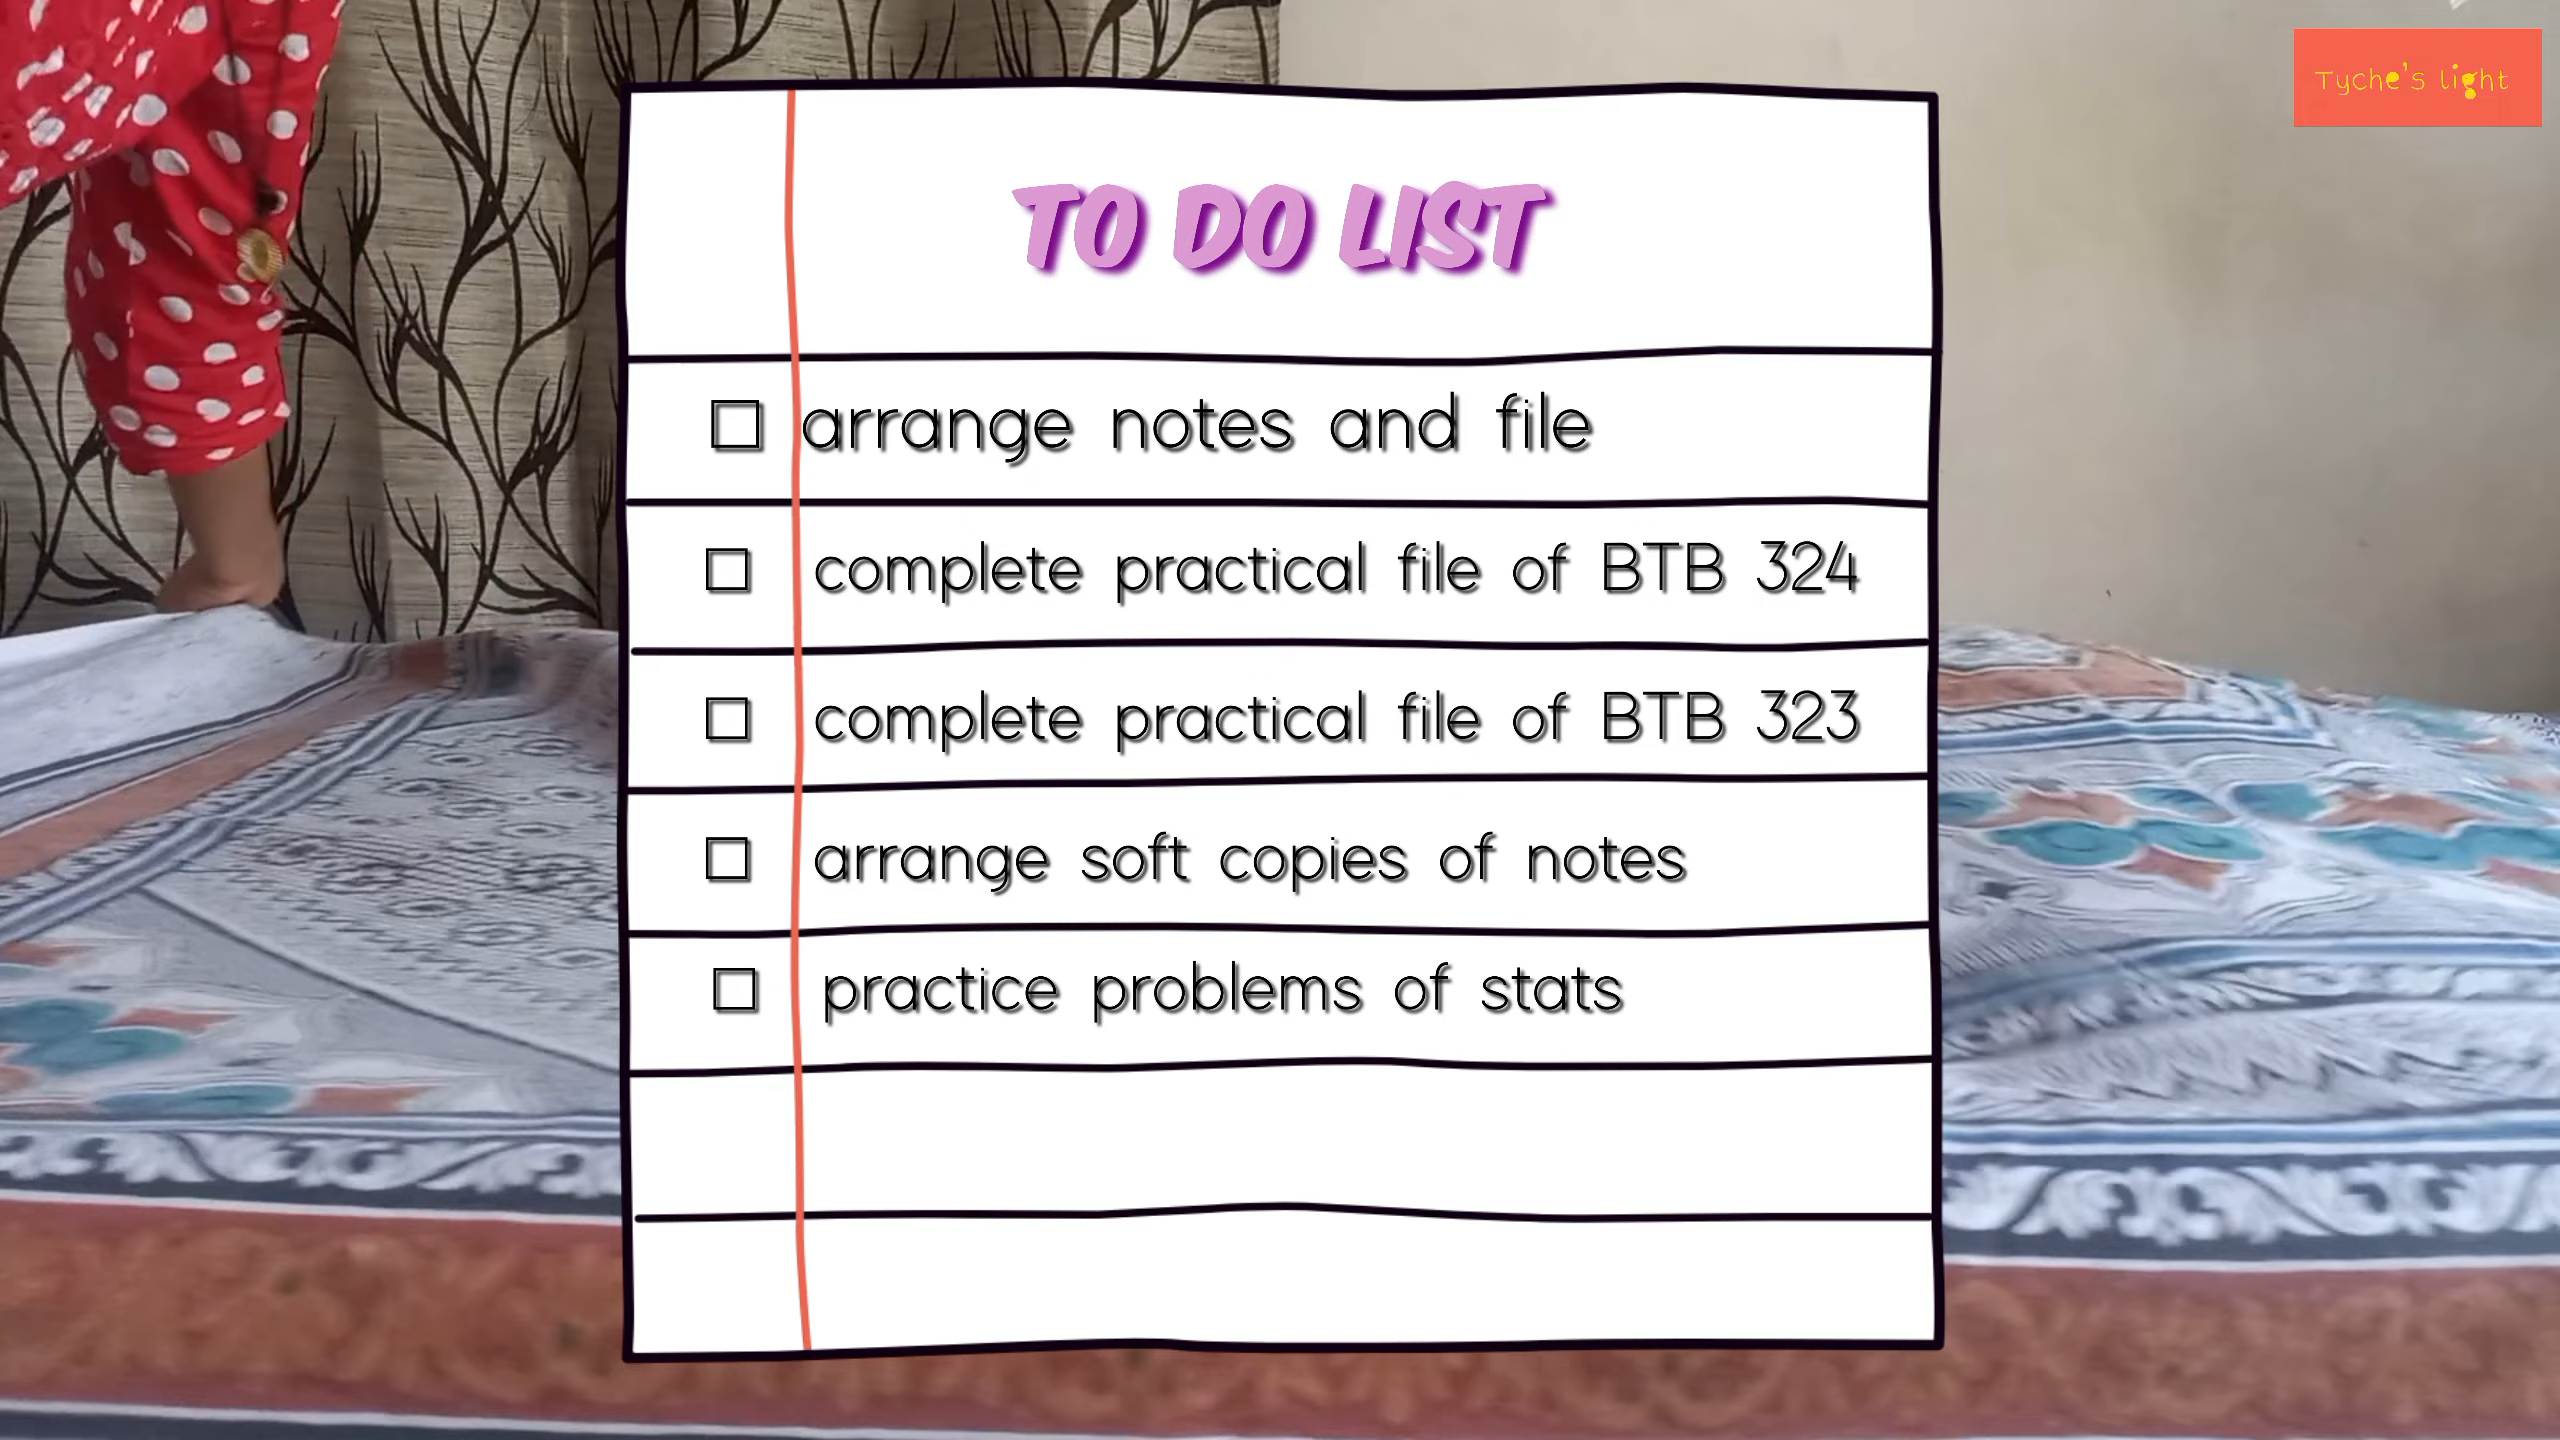 Tyche's light
TO DO LIST
☐ arrange notes and file
☐ complete practical file of BTB 324
☐ complete practical file of BTB 323
☐ arrange soft copies of notes
☐ practice problems of stats